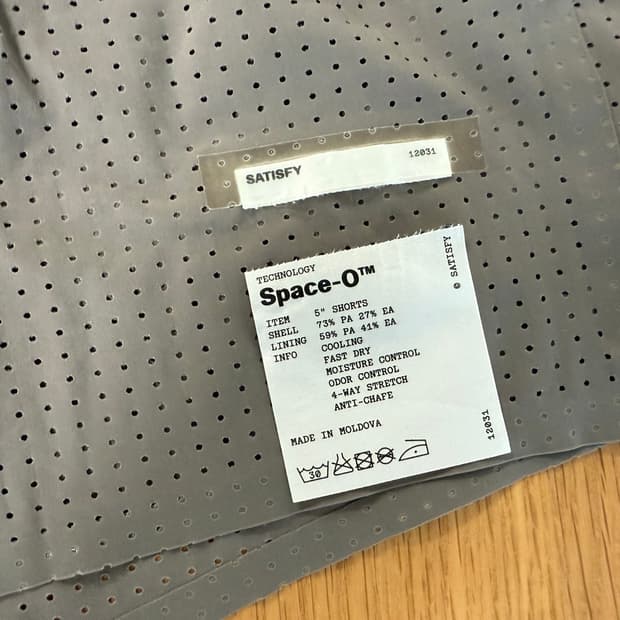 SATISFY
12031
TECHNOLOGY
Space-O™
ITEM 5" SHORTS
SHELL 73% PA 27% EA
LINING 59% PA 41% EA
INFO COOLING
FAST DRY
MOISTURE CONTROL
ODOR CONTROL
4-WAY STRETCH
ANTI-CHAFE
MADE IN MOLDOVA
30
© SATISFY
12031